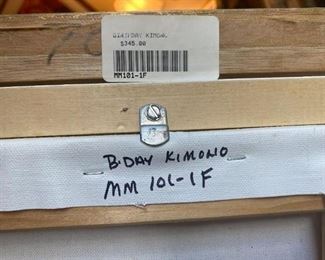 BIRTHDAY KIMONO
$345.00
MM101-1F
B-DAY KIMONO
MM 101-1F